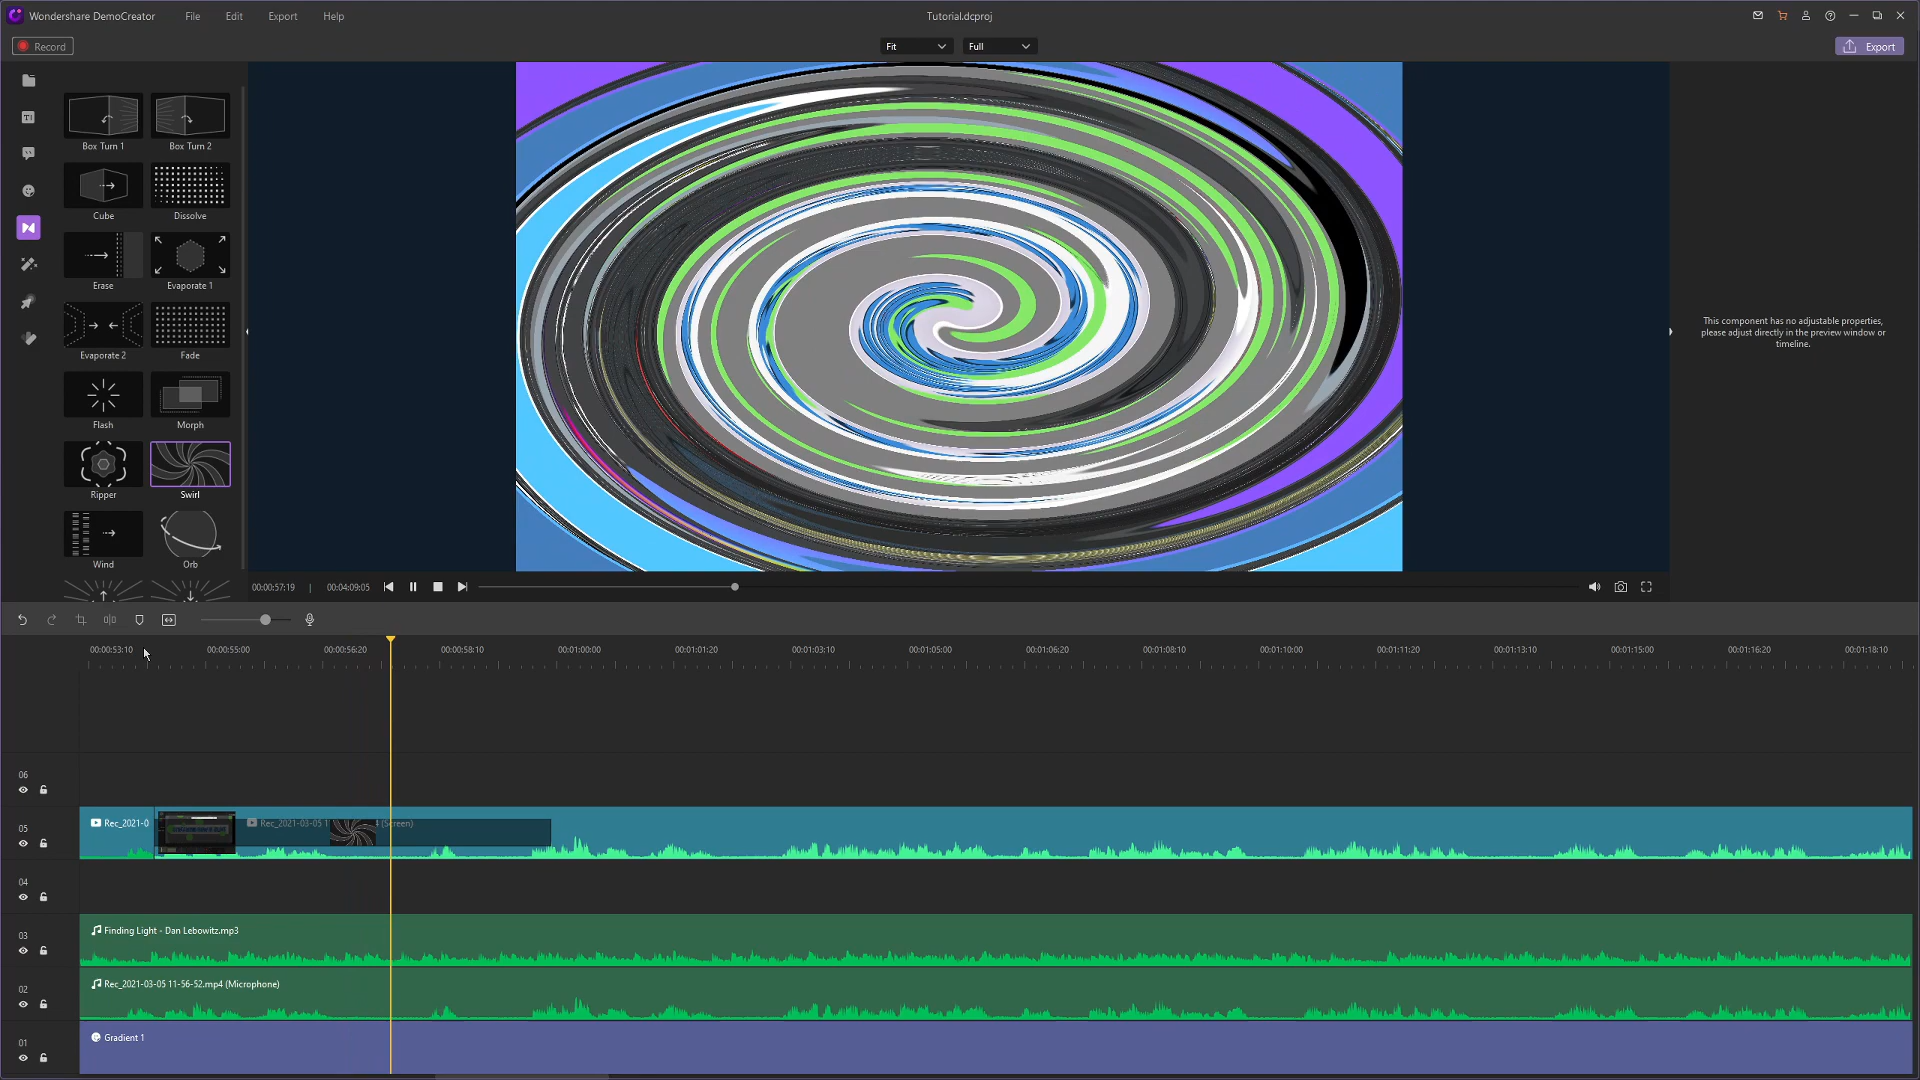 Wondershare DemoCreator File Edit Export Help Tutorial.dcproj
Record Fit Full Export
Box Turn 1 Box Turn 2
Cube Dissolve
Erase Evaporate 1
Evaporate 2 Fade
Flash Morph
Ripper Swirl
Wind Orb
This component has no adjustable properties,
please adjust directly in the preview window or
timeline.
00:00:57:19 | 00:04:09:05
00:00:53:10 00:00:55:00 00:00:56:20 00:00:58:10 00:01:00:00 00:01:01:20 00:01:03:10 00:01:05:00 00:01:06:20 00:01:08:10 00:01:10:00 00:01:11:20 00:01:13:10 00:01:15:00 00:01:16:20 00:01:18:10
06
05 Rec_2021-0 Rec_2021-03-05 1 4 (Screen)
04
03 Finding Light - Dan Lebowitz.mp3
02 Rec_2021-03-05 11-56-52.mp4 (Microphone)
01 Gradient 1